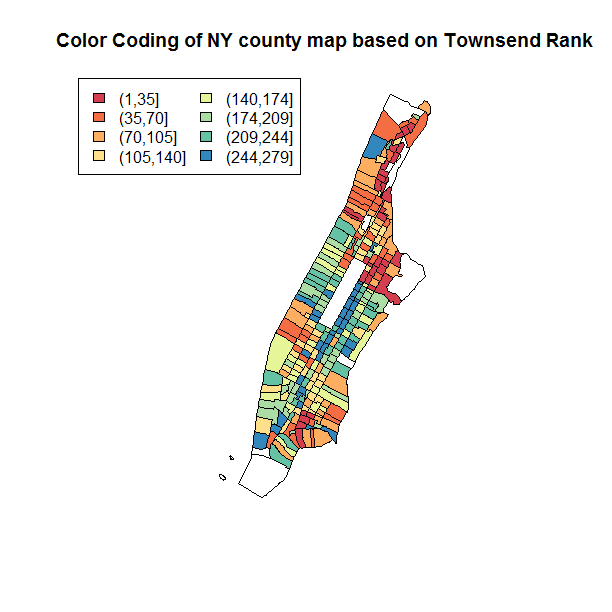 Color Coding of NY county map based on Townsend Rank
(1,35] (140,174]
(35,70] (174,209]
(70,105] (209,244]
(105,140] (244,279]